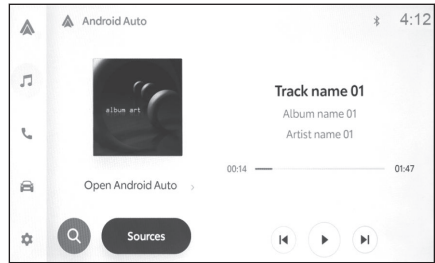 Android Auto
4:12
album art
Track name 01
Album name 01
Artist name 01
00:14
01:47
Open Android Auto
Sources